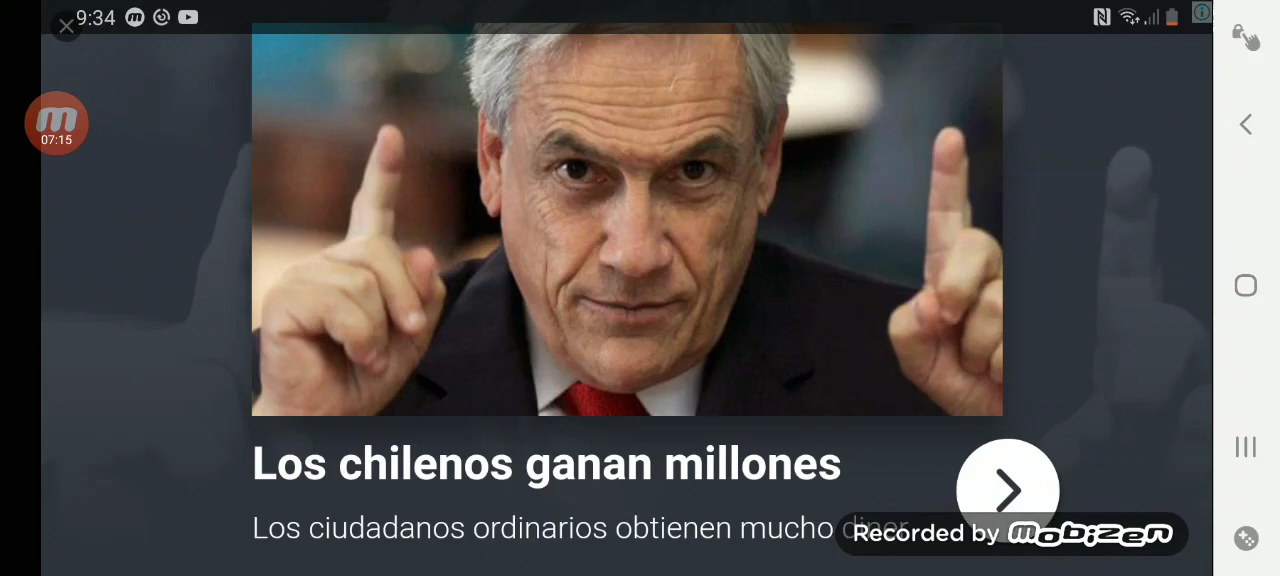 9:34
07:15
Los chilenos ganan millones
Los ciudadanos ordinarios obtienen mucho
Recorded by mobizen